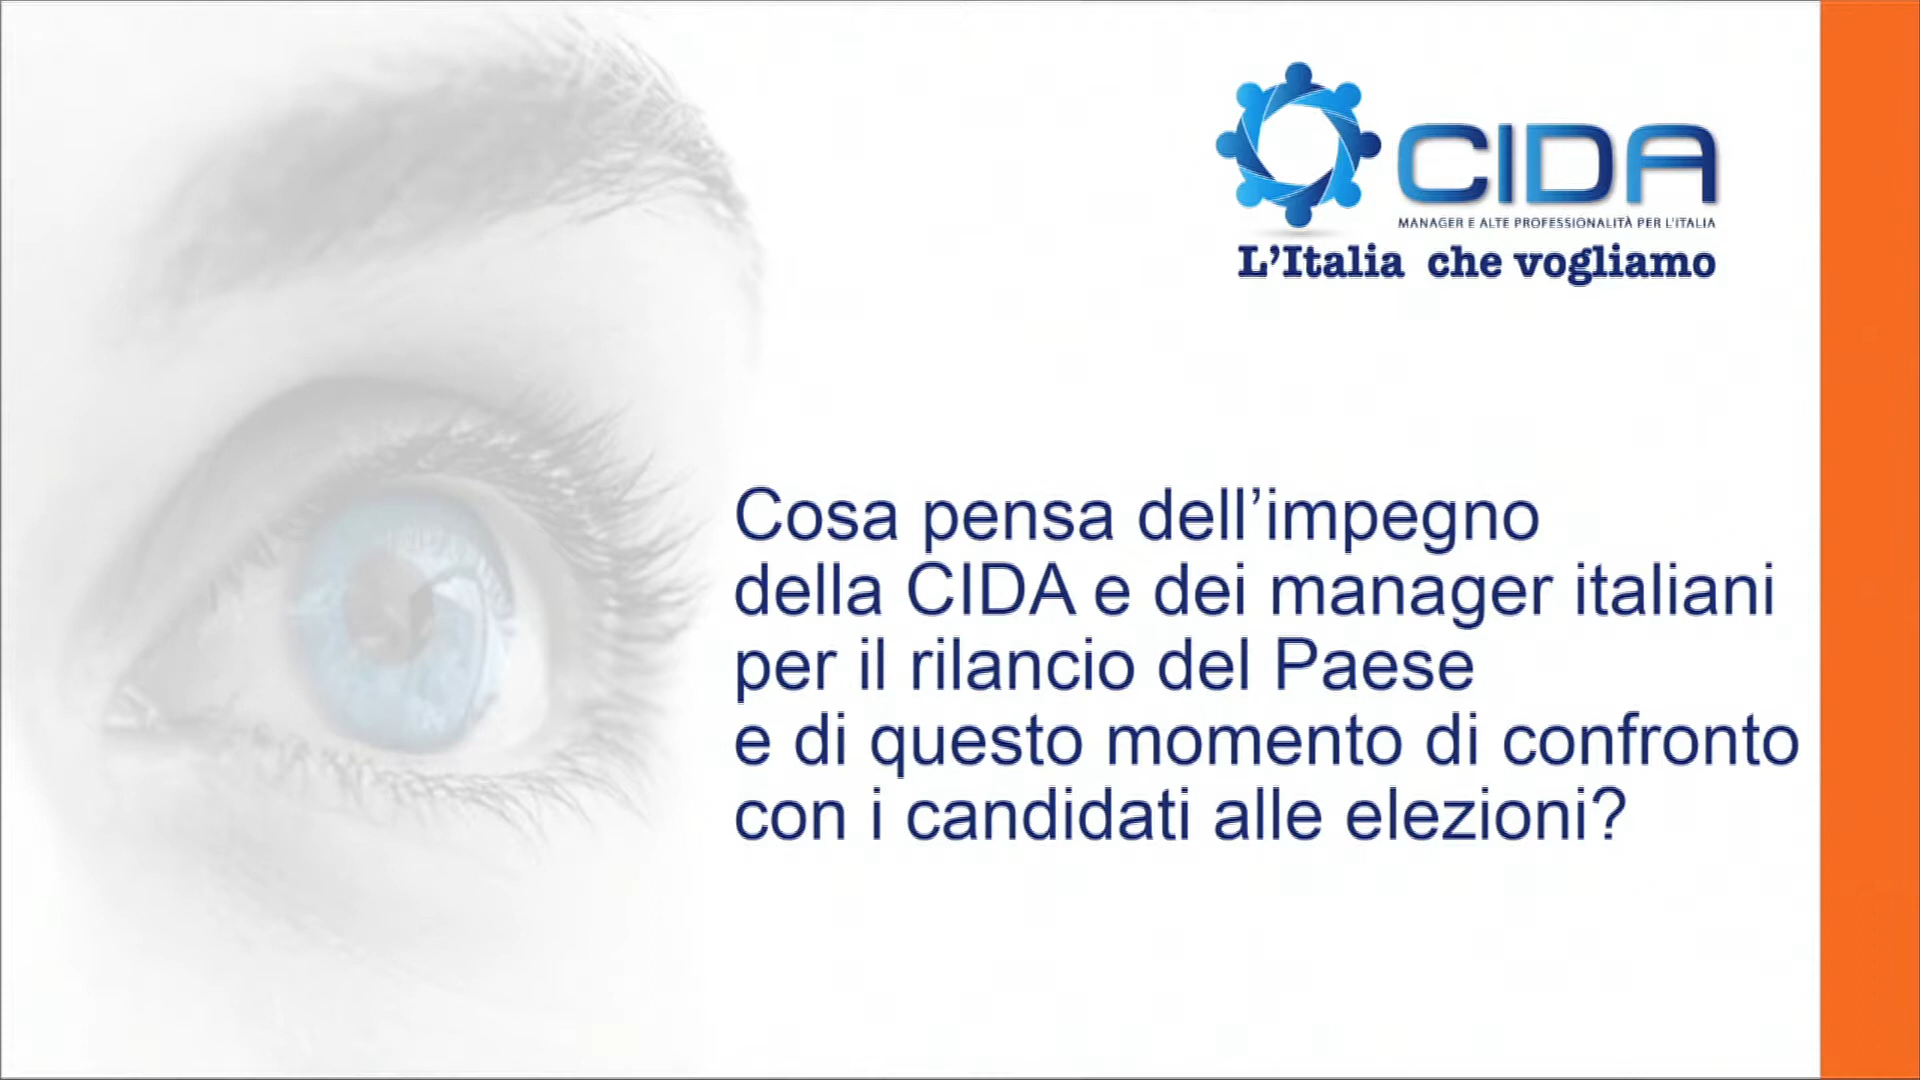 CIDA
MANAGER E ALTE PROFESSIONALITÀ PER L'ITALIA
L'Italia che vogliamo
Cosa pensa dell'impegno
della CIDA e dei manager italiani
per il rilancio del Paese
e di questo momento di confronto
con i candidati alle elezioni?